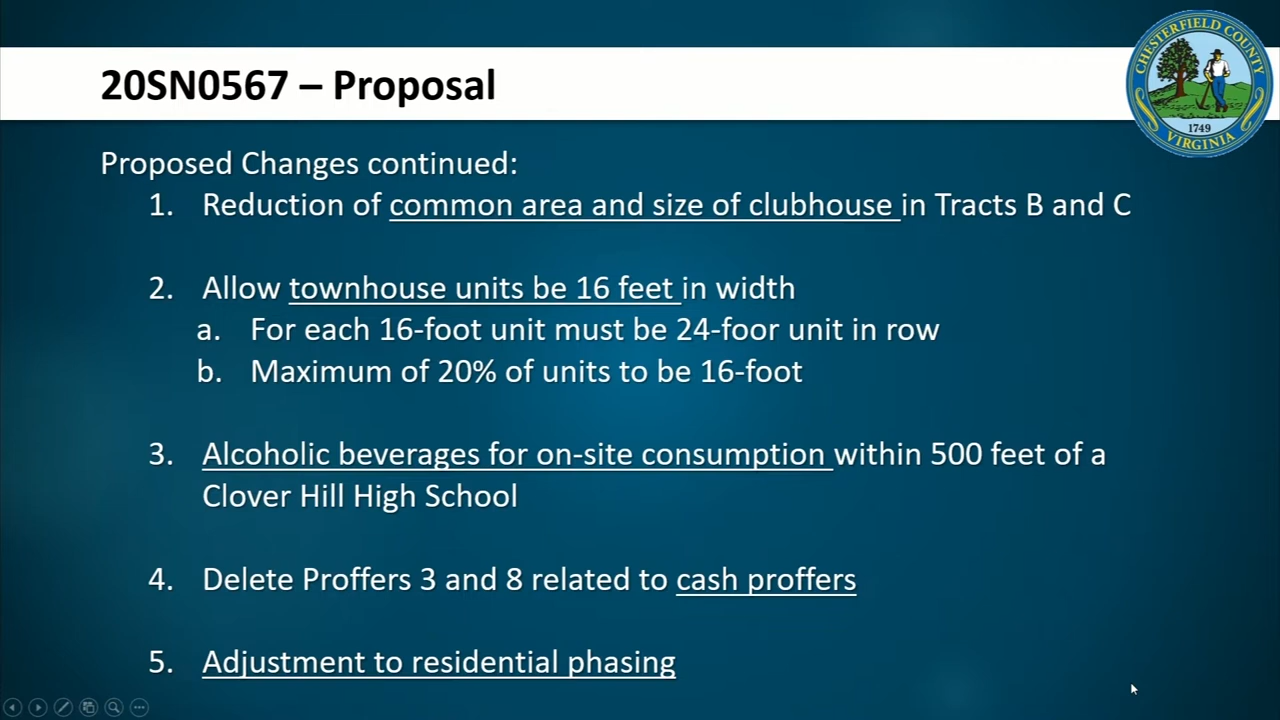 20SN0567 – Proposal
CHESTERFIELD COUNTY
1749
VIRGINIA
Proposed Changes continued:
1. Reduction of common area and size of clubhouse in Tracts B and C
2. Allow townhouse units be 16 feet in width
a. For each 16-foot unit must be 24-foor unit in row
b. Maximum of 20% of units to be 16-foot
3. Alcoholic beverages for on-site consumption within 500 feet of a
Clover Hill High School
4. Delete Proffers 3 and 8 related to cash proffers
5. Adjustment to residential phasing